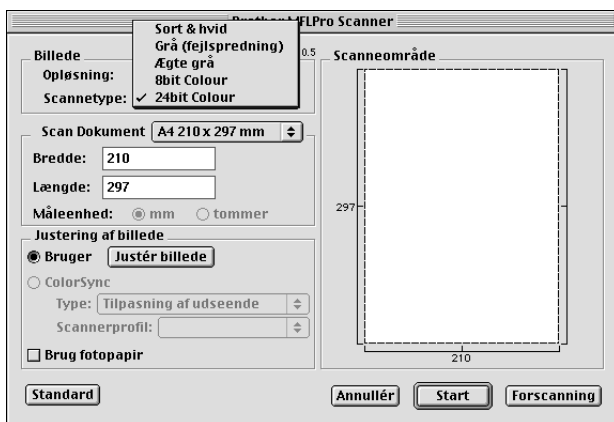 MFLPro Scanner
Billede
Opløsning:
Scannetype:
Sort & hvid
Grå (fejlspredning)
Ægte grå
8bit Colour
✓ 24bit Colour
0.5
Scan Dokument A4 210 x 297 mm
Bredde: 210
Længde: 297
Måleenhed: mm tommer
Justering af billede
Bruger Justér billede
ColorSync
Type: Tilpasning af udseende
Scannerprofil:
Brug fotopapir
Scanneområde
297
210
Standard
Annullér Start Forscanning